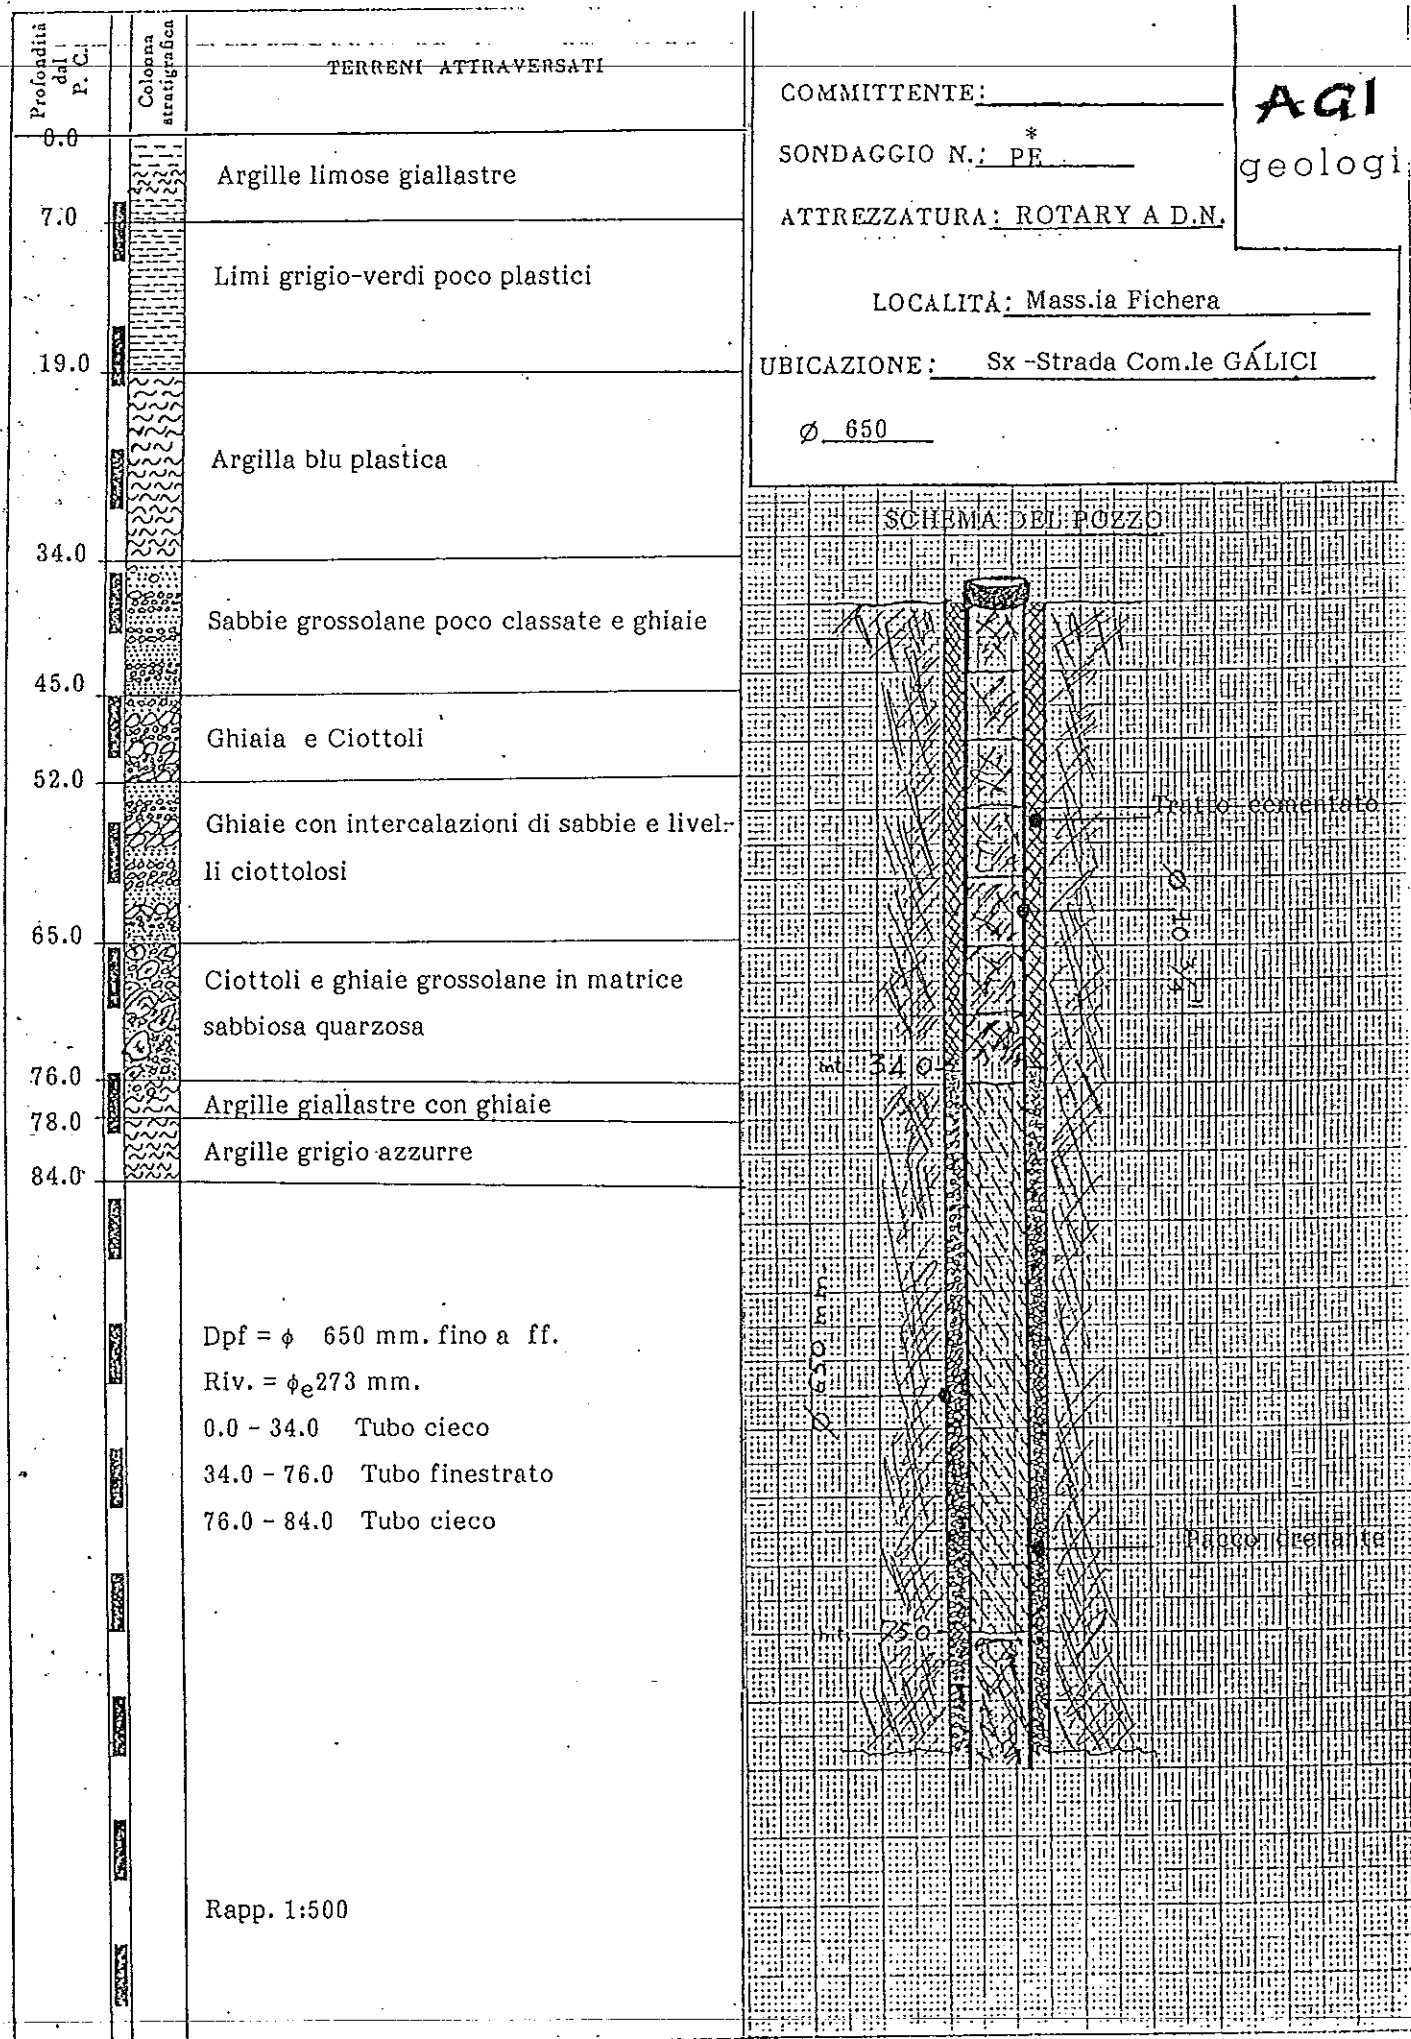 Profondità
dal
P. C.
Colonna
stratigrafica
TERRENI ATTRAVERSATI
0.0
Argille limose giallastre
7.0
Limi grigio-verdi poco plastici
19.0
Argilla blu plastica
34.0
Sabbie grossolane poco classate e ghiaie
45.0
Ghiaia e Ciottoli
52.0
Ghiaie con intercalazioni di sabbie e livel-
li ciottolosi
65.0
Ciottoli e ghiaie grossolane in matrice
sabbiosa quarzosa
76.0
Argille giallastre con ghiaie
78.0
Argille grigio azzurre
84.0
Dpf = ϕ 650 mm. fino a ff.
Riv. = ϕe273 mm.
0.0 - 34.0 Tubo cieco
34.0 - 76.0 Tubo finestrato
76.0 - 84.0 Tubo cieco
Rapp. 1:500
AGI
geologi
COMMITTENTE:
SONDAGGIO N.: PE *
ATTREZZATURA: ROTARY A D.N.
LOCALITÀ: Mass.ia Fichera
UBICAZIONE: Sx -Strada Com.le GÁLICI
Ø 650
SCHEMA DEL POZZO
Tratto cementato
mt. 34.0
Ø 650 mm
Pacco drenante
mt.